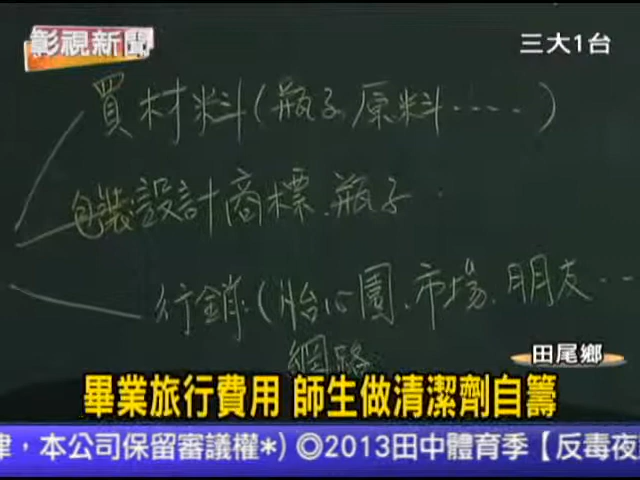 彰視新聞
三大1台
買材料(瓶子、原料……)
包裝:設計商標、瓶子
行銷:(怡心園、市場、朋友…
網路
田尾鄉
畢業旅行費用 師生做清潔劑自籌
本公司保留審議權*) ◎2013田中體育季【反毒夜